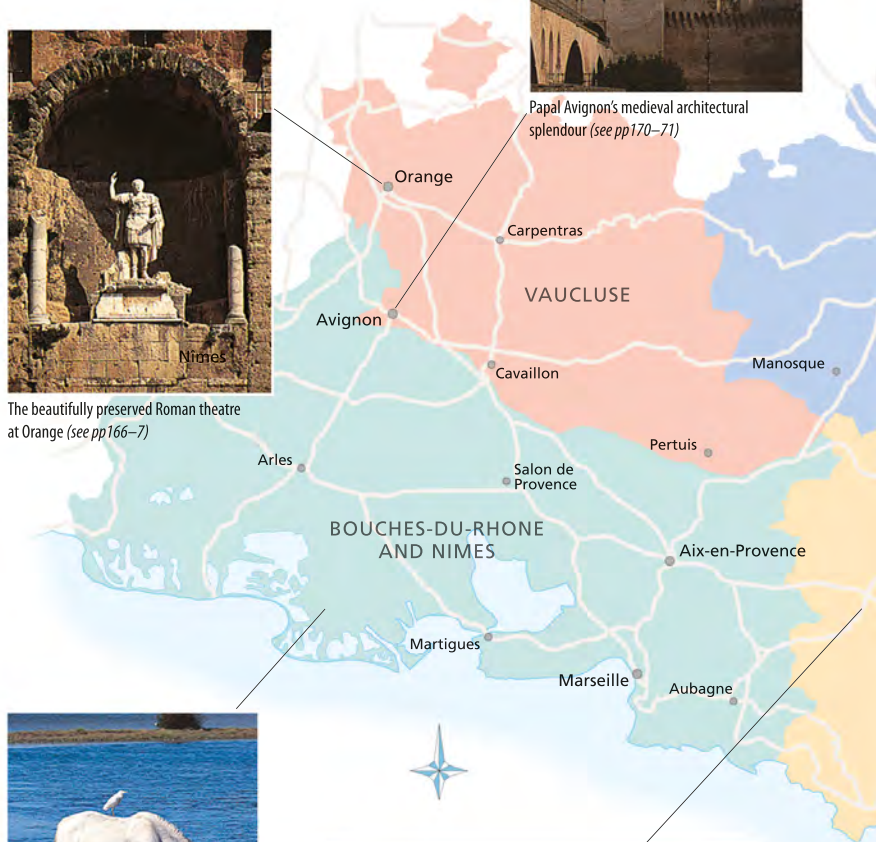 Papal Avignon's medieval architectural
splendour (see pp170–71)
Orange
Carpentras
VAUCLUSE
Avignon
Nîmes
Cavaillon
Manosque
The beautifully preserved Roman theatre
at Orange (see pp166–7)
Pertuis
Arles
Salon de
Provence
BOUCHES-DU-RHONE
AND NIMES
Aix-en-Provence
Martigues
Marseille
Aubagne